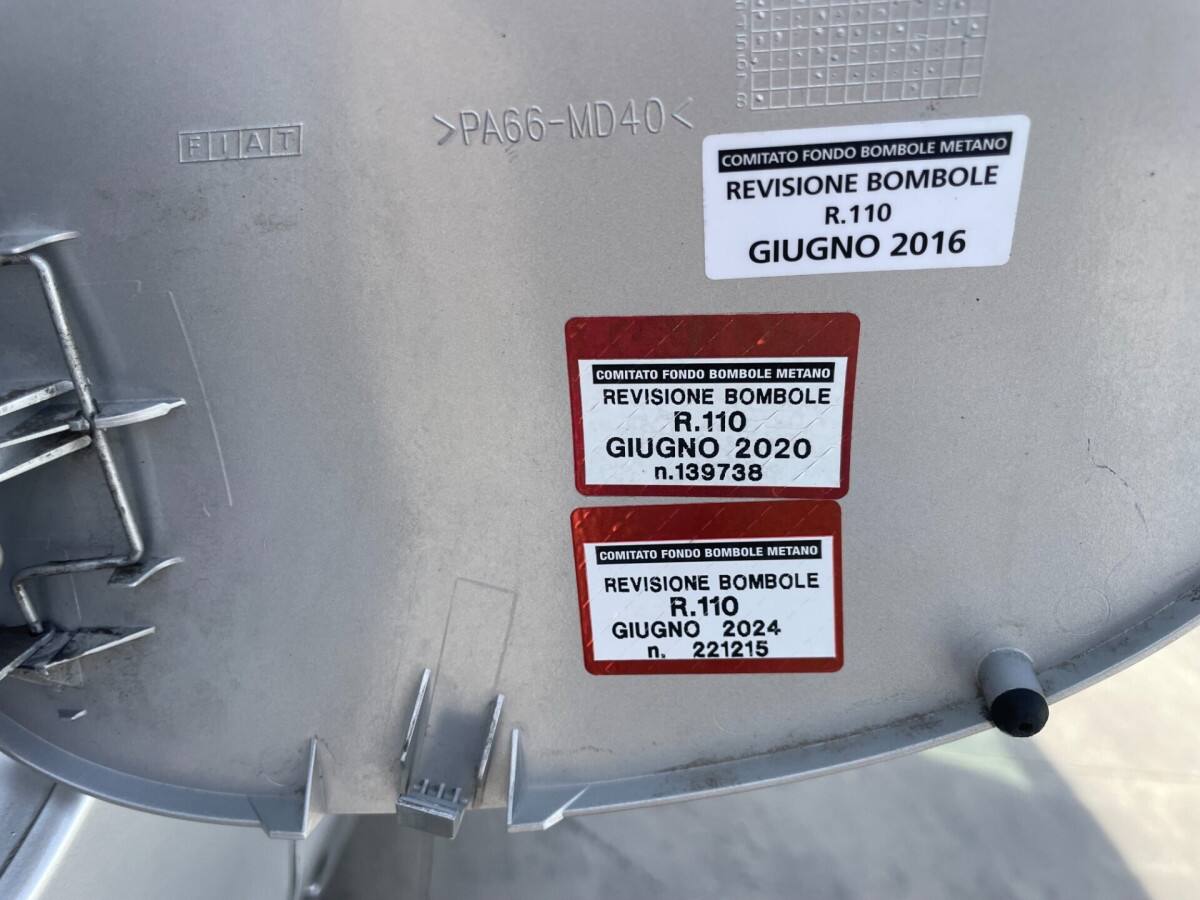 FIAT
>PA66-MD40<
8
COMITATO FONDO BOMBOLE METANO
REVISIONE BOMBOLE
R.110
GIUGNO 2016
COMITATO FONDO BOMBOLE METANO
REVISIONE BOMBOLE
R.110
GIUGNO 2020
n.139738
COMITATO FONDO BOMBOLE METANO
REVISIONE BOMBOLE
R.110
GIUGNO 2024
n. 221215